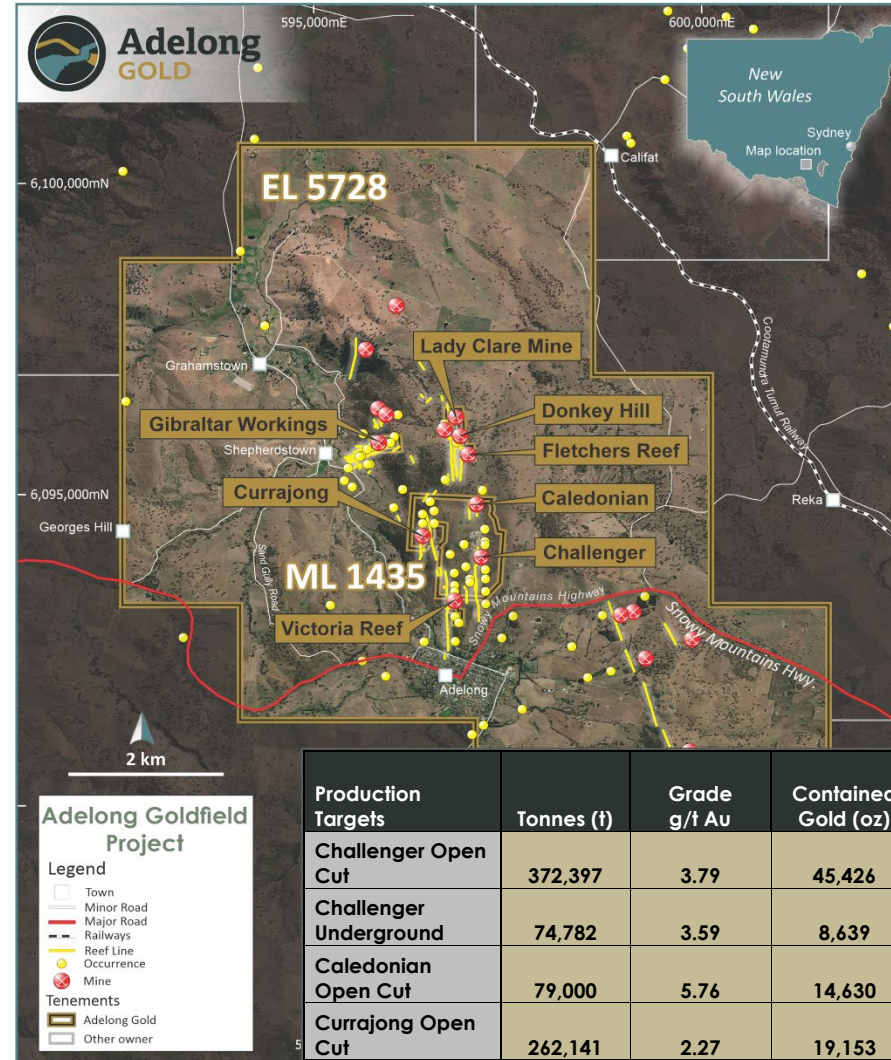 Adelong
GOLD
595,000mE
600,000mE
New
South Wales
Sydney
Map location
Califat
6,100,000mN
EL 5728
Cootamundra Tumut Railway
Grahamstown
Lady Clare Mine
Gibraltar Workings
Donkey Hill
Shepherdstown
Fletchers Reef
Currajong
Caledonian
6,095,000mN
Reka
Georges Hill
Challenger
Sand Gully Road
ML 1435
Snowy Mountains Highway
Victoria Reef
Snowy Mountains Hwy.
Adelong
2 km
Adelong Goldfield
Project
Legend
Town
Minor Road
Major Road
Railways
Reef Line
Occurrence
Mine
Tenements
Adelong Gold
Other owner
5
Production
Targets Tonnes (t) Grade
g/t Au Contained
Gold (oz)
Challenger Open
Cut 372,397 3.79 45,426
Challenger
Underground 74,782 3.59 8,639
Caledonian
Open Cut 79,000 5.76 14,630
Currajong Open
Cut 262,141 2.27 19,153